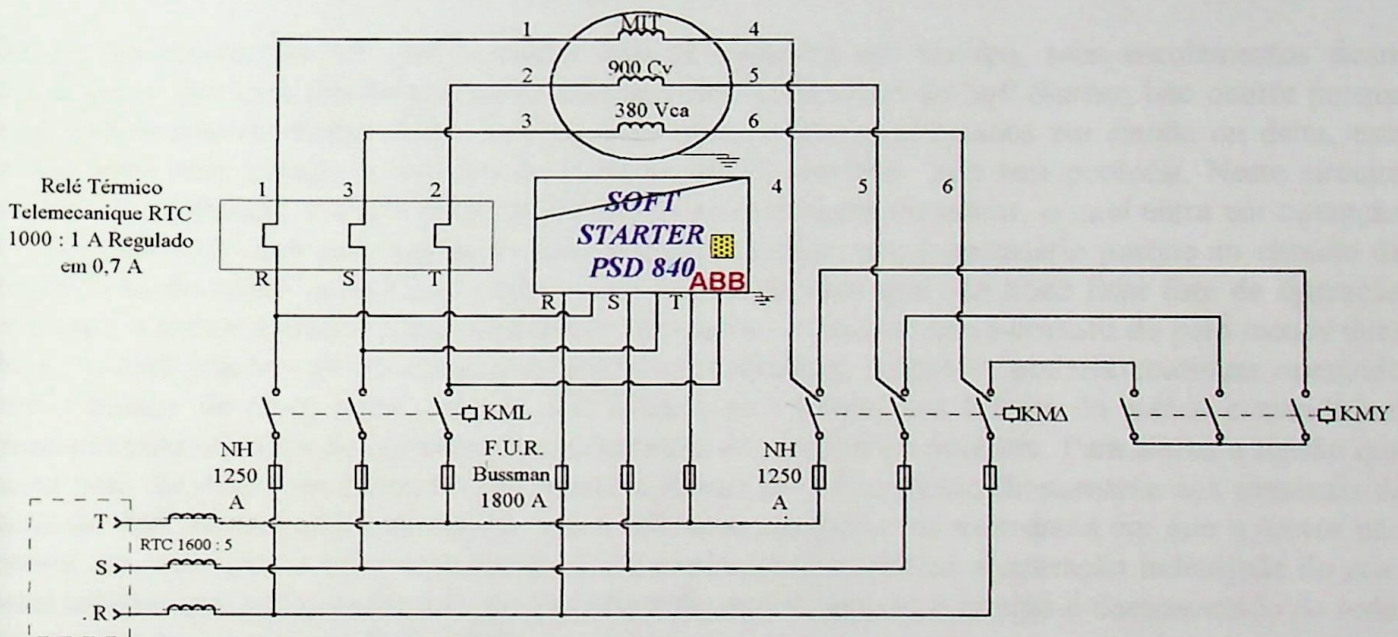 1 MIT 4
900 Cv
2 5
380 Vca
3 6
Relé Térmico
Telemecanique RTC
1000 : 1 A Regulado
em 0,7 A
1 3 2
R S T
SOFT
STARTER
PSD 840
ABB
R S T
4 5 6
KML
KMΔ
KMY
NH
1250
A
F.U.R.
Bussman
1800 A
NH
1250
A
T
RTC 1600 : 5
S
R